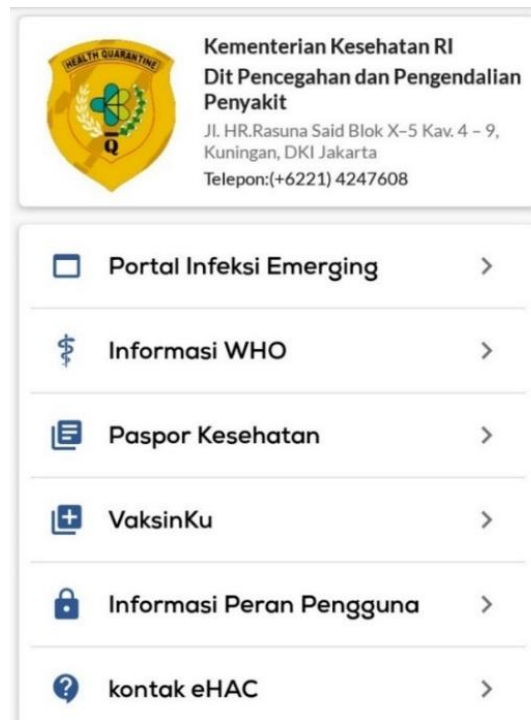 HEALTH QUARANTINE
Q
Kementerian Kesehatan RI
Dit Pencegahan dan Pengendalian
Penyakit
Jl. HR.Rasuna Said Blok X–5 Kav. 4 – 9,
Kuningan, DKI Jakarta
Telepon:(+6221) 4247608
Portal Infeksi Emerging
Informasi WHO
Paspor Kesehatan
VaksinKu
Informasi Peran Pengguna
kontak eHAC